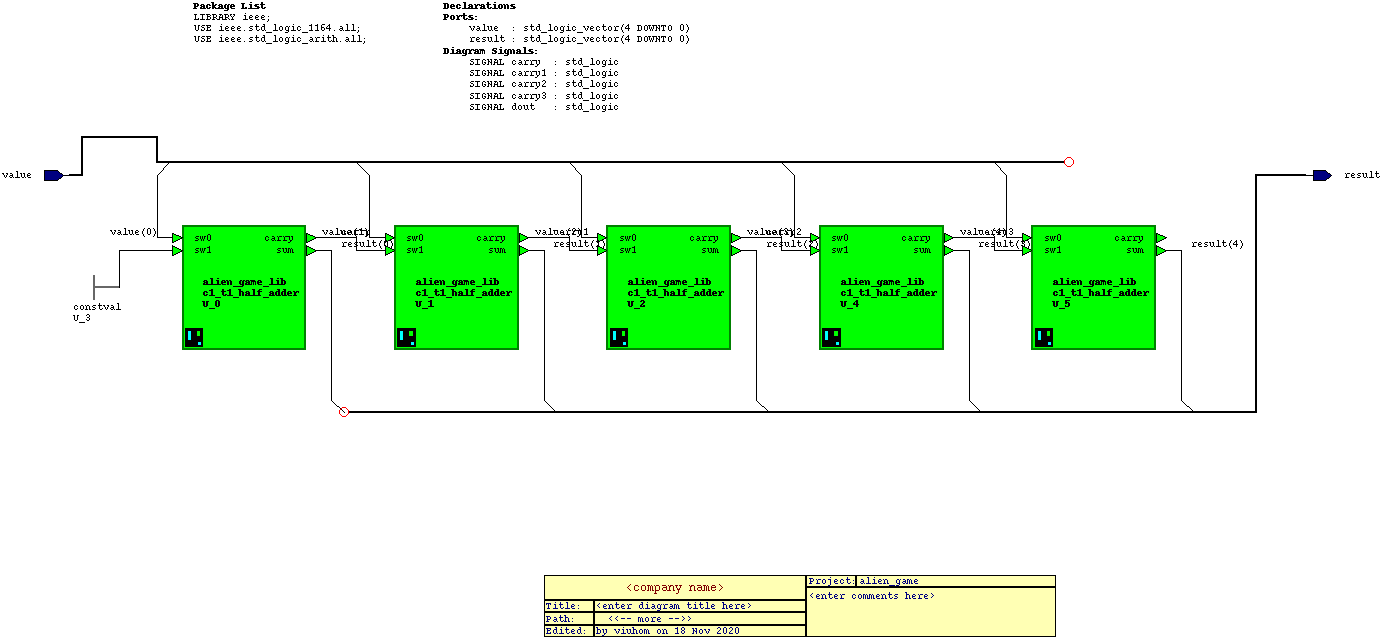 Package List
LIBRARY ieee;
USE ieee.std_logic_1164.all;
USE ieee.std_logic_arith.all;
Declarations
Ports:
value : std_logic_vector(4 DOWNTO 0)
result : std_logic_vector(4 DOWNTO 0)
Diagram Signals:
SIGNAL carry : std_logic
SIGNAL carry1 : std_logic
SIGNAL carry2 : std_logic
SIGNAL carry3 : std_logic
SIGNAL dout : std_logic
value
result
value(0)
sw0 carry
sw1 sum
alien_game_lib
c1_t1_half_adder
U_0
constval
U_3
value(1)
result(0)
sw0 carry
sw1 sum
alien_game_lib
c1_t1_half_adder
U_1
value(2)
result(1)
sw0 carry
sw1 sum
alien_game_lib
c1_t1_half_adder
U_2
value(3)
result(2)
sw0 carry
sw1 sum
alien_game_lib
c1_t1_half_adder
U_4
value(4)
result(3)
sw0 carry
sw1 sum
alien_game_lib
c1_t1_half_adder
U_5
result(4)
<company name>
Title: <enter diagram title here>
Path: <<-- more -->>
Edited: by viuhom on 18 Nov 2020
Project: alien_game
<enter comments here>